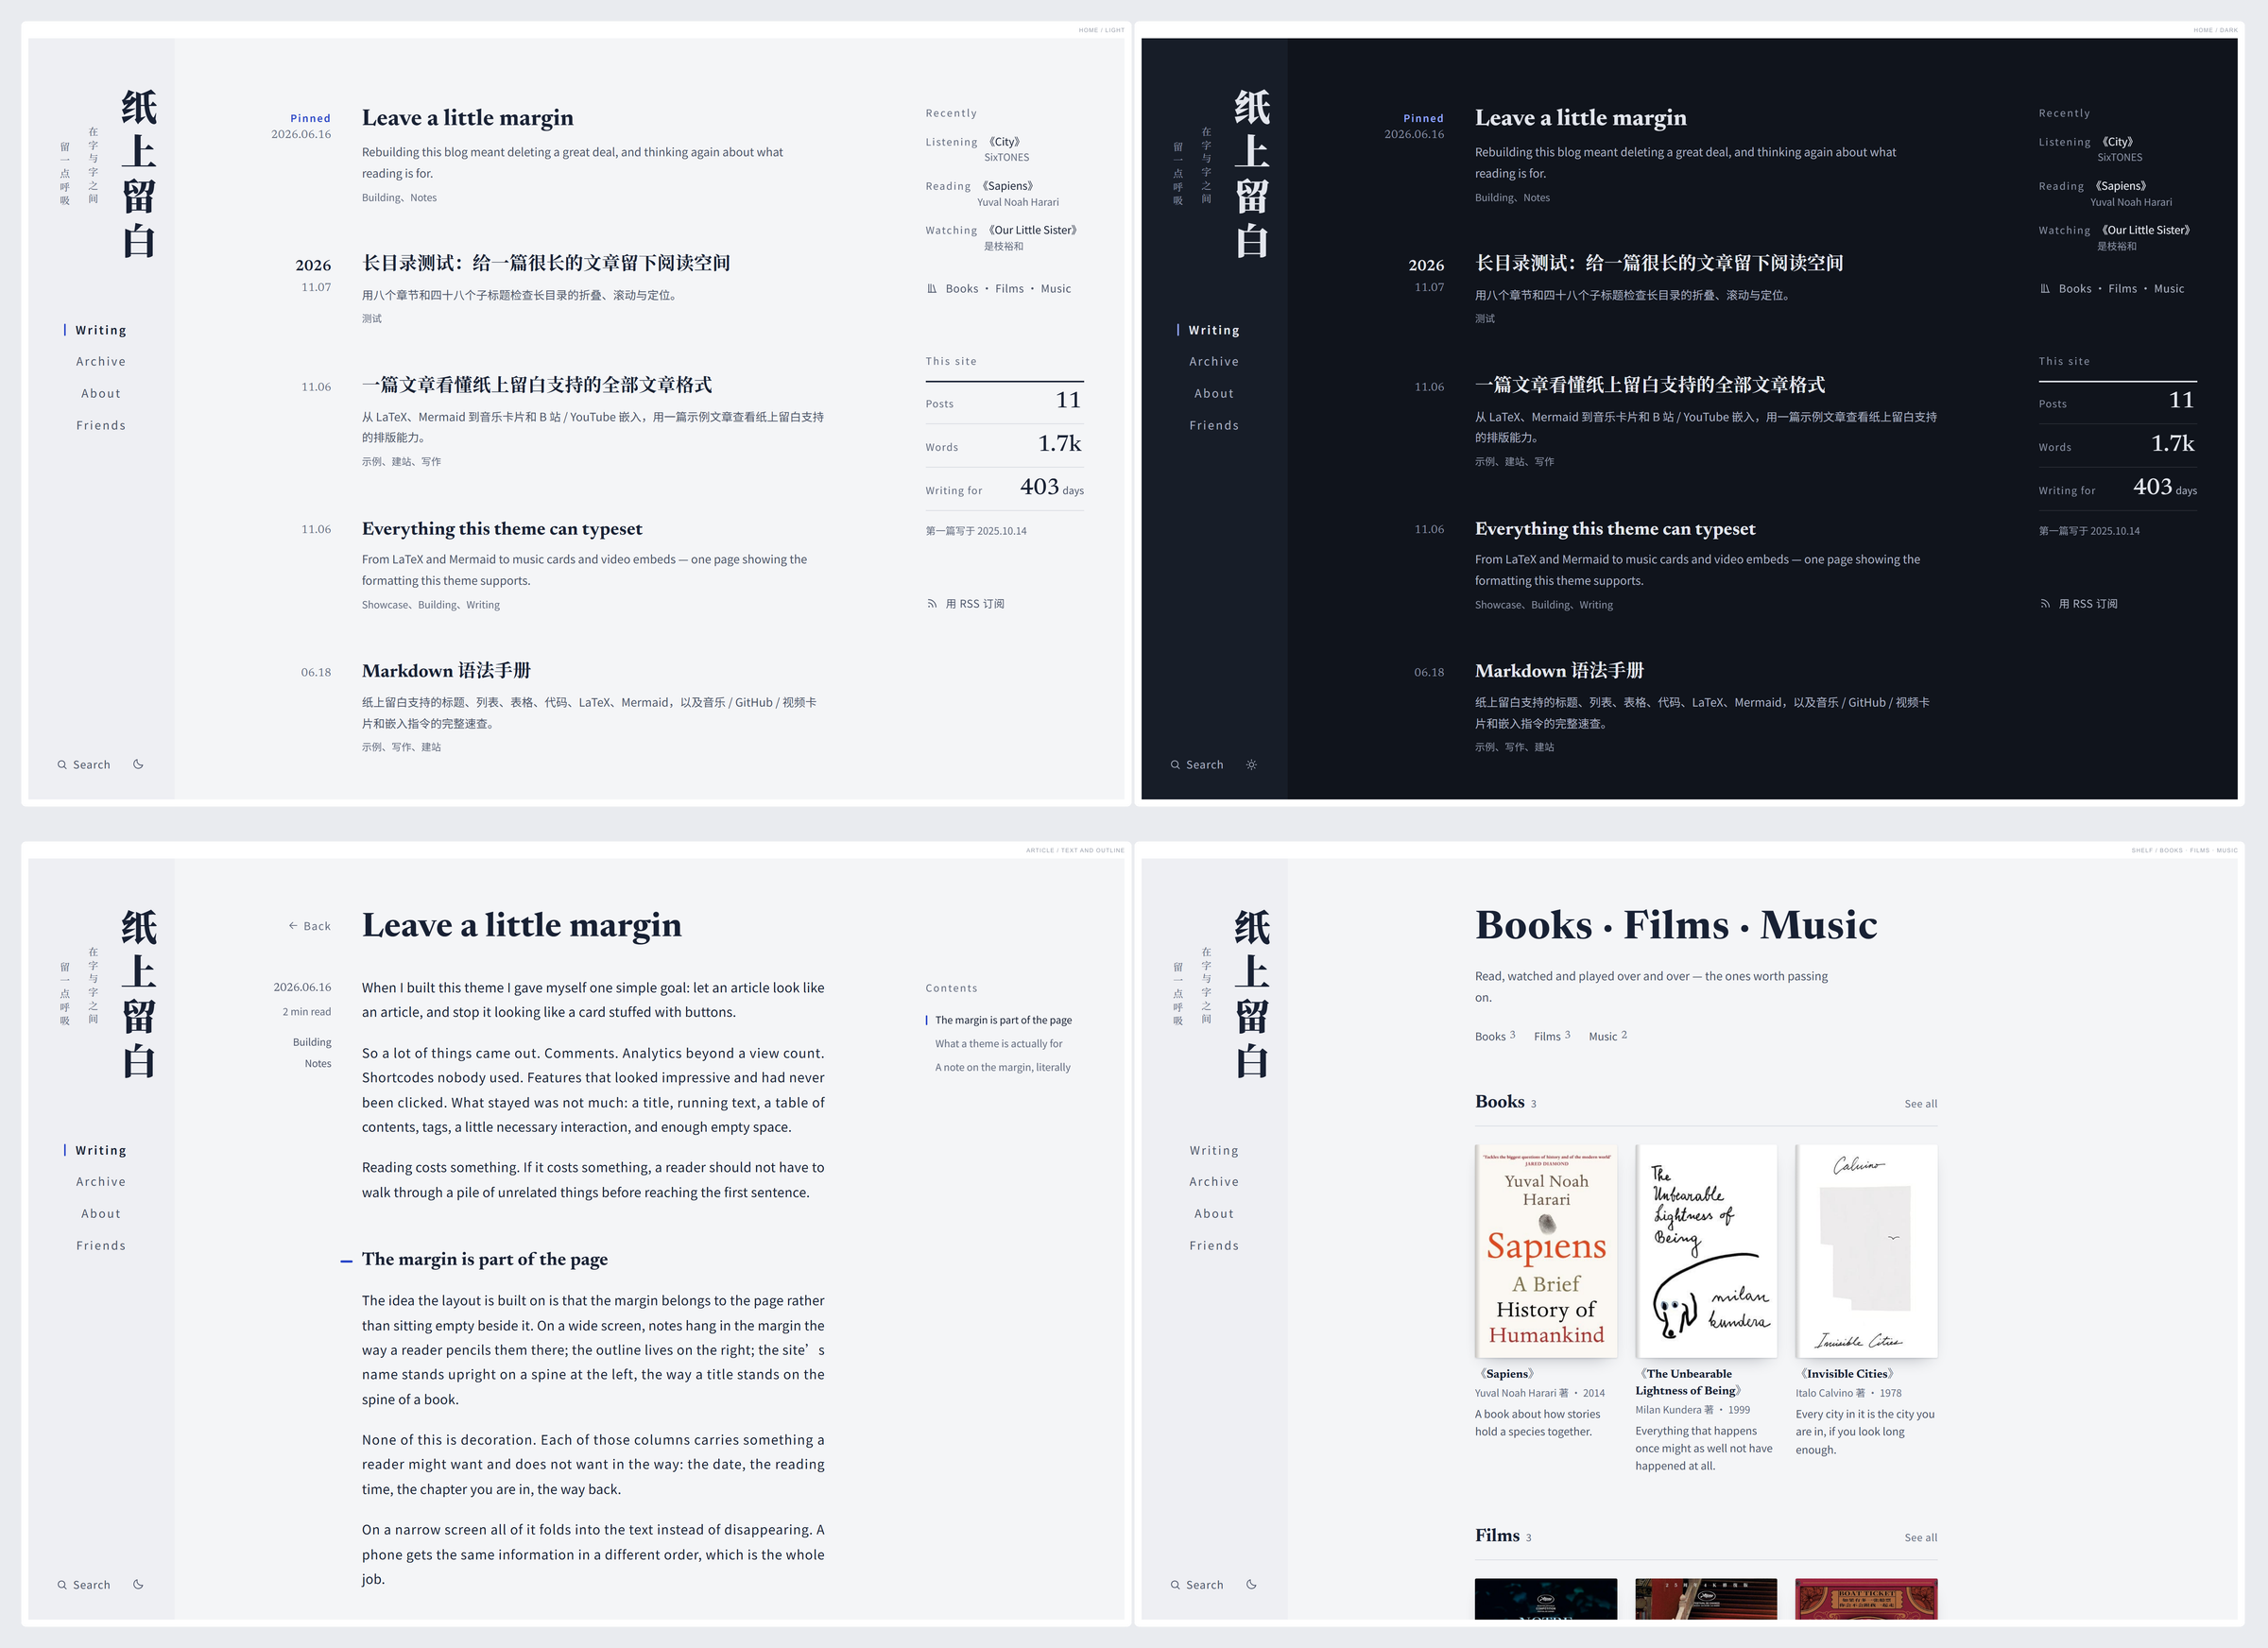 HOME / LIGHT
纸上留白
在字与字之间
留一点呼吸
Writing
Archive
About
Friends
Search
Pinned
2026.06.16
Leave a little margin
Rebuilding this blog meant deleting a great deal, and thinking again about what
reading is for.
Building、Notes
2026
11.07
长目录测试：给一篇很长的文章留下阅读空间
用八个章节和四十八个子标题检查长目录的折叠、滚动与定位。
测试
11.06
一篇文章看懂纸上留白支持的全部文章格式
从 LaTeX、Mermaid 到音乐卡片和 B 站 / YouTube 嵌入，用一篇示例文章查看纸上留白支持
的排版能力。
示例、建站、写作
11.06
Everything this theme can typeset
From LaTeX and Mermaid to music cards and video embeds — one page showing the
formatting this theme supports.
Showcase、Building、Writing
06.18
Markdown 语法手册
纸上留白支持的标题、列表、表格、代码、LaTeX、Mermaid，以及音乐 / GitHub / 视频卡
片和嵌入指令的完整速查。
示例、写作、建站
Recently
Listening 《City》
SixTONES
Reading 《Sapiens》
Yuval Noah Harari
Watching 《Our Little Sister》
是枝裕和
Books · Films · Music
This site
Posts 11
Words 1.7k
Writing for 403 days
第一篇写于 2025.10.14
用 RSS 订阅
HOME / DARK
纸上留白
在字与字之间
留一点呼吸
Writing
Archive
About
Friends
Search
Pinned
2026.06.16
Leave a little margin
Rebuilding this blog meant deleting a great deal, and thinking again about what
reading is for.
Building、Notes
2026
11.07
长目录测试：给一篇很长的文章留下阅读空间
用八个章节和四十八个子标题检查长目录的折叠、滚动与定位。
测试
11.06
一篇文章看懂纸上留白支持的全部文章格式
从 LaTeX、Mermaid 到音乐卡片和 B 站 / YouTube 嵌入，用一篇示例文章查看纸上留白支持
的排版能力。
示例、建站、写作
11.06
Everything this theme can typeset
From LaTeX and Mermaid to music cards and video embeds — one page showing the
formatting this theme supports.
Showcase、Building、Writing
06.18
Markdown 语法手册
纸上留白支持的标题、列表、表格、代码、LaTeX、Mermaid，以及音乐 / GitHub / 视频卡
片和嵌入指令的完整速查。
示例、写作、建站
Recently
Listening 《City》
SixTONES
Reading 《Sapiens》
Yuval Noah Harari
Watching 《Our Little Sister》
是枝裕和
Books · Films · Music
This site
Posts 11
Words 1.7k
Writing for 403 days
第一篇写于 2025.10.14
用 RSS 订阅
ARTICLE / TEXT AND OUTLINE
纸上留白
在字与字之间
留一点呼吸
Writing
Archive
About
Friends
Search
← Back
Leave a little margin
2026.06.16
2 min read
Building
Notes
When I built this theme I gave myself one simple goal: let an article look like
an article, and stop it looking like a card stuffed with buttons.
So a lot of things came out. Comments. Analytics beyond a view count.
Shortcodes nobody used. Features that looked impressive and had never
been clicked. What stayed was not much: a title, running text, a table of
contents, tags, a little necessary interaction, and enough empty space.
Reading costs something. If it costs something, a reader should not have to
walk through a pile of unrelated things before reaching the first sentence.
The margin is part of the page
The idea the layout is built on is that the margin belongs to the page rather
than sitting empty beside it. On a wide screen, notes hang in the margin the
way a reader pencils them there; the outline lives on the right; the site’s
name stands upright on a spine at the left, the way a title stands on the
spine of a book.
None of this is decoration. Each of those columns carries something a
reader might want and does not want in the way: the date, the reading
time, the chapter you are in, the way back.
On a narrow screen all of it folds into the text instead of disappearing. A
phone gets the same information in a different order, which is the whole
job.
Contents
The margin is part of the page
What a theme is actually for
A note on the margin, literally
SHELF / BOOKS · FILMS · MUSIC
纸上留白
在字与字之间
留一点呼吸
Writing
Archive
About
Friends
Search
Books · Films · Music
Read, watched and played over and over — the ones worth passing
on.
Books 3 Films 3 Music 2
Books 3
See all
"Tackles the biggest questions of history and of the modern world"
JARED DIAMOND
Yuval Noah
Harari
Sapiens
A Brief
History of
Humankind
The
Unbearable
Lightness of
Being
milan
kundera
Calvino
Invisible Cities
《Sapiens》
Yuval Noah Harari 著 · 2014
A book about how stories
hold a species together.
《The Unbearable
Lightness of Being》
Milan Kundera 著 · 1999
Everything that happens
once might as well not have
happened at all.
《Invisible Cities》
Italo Calvino 著 · 1978
Every city in it is the city you
are in, if you look long
enough.
Films 3
See all
NOTRE
BOAT TICKET